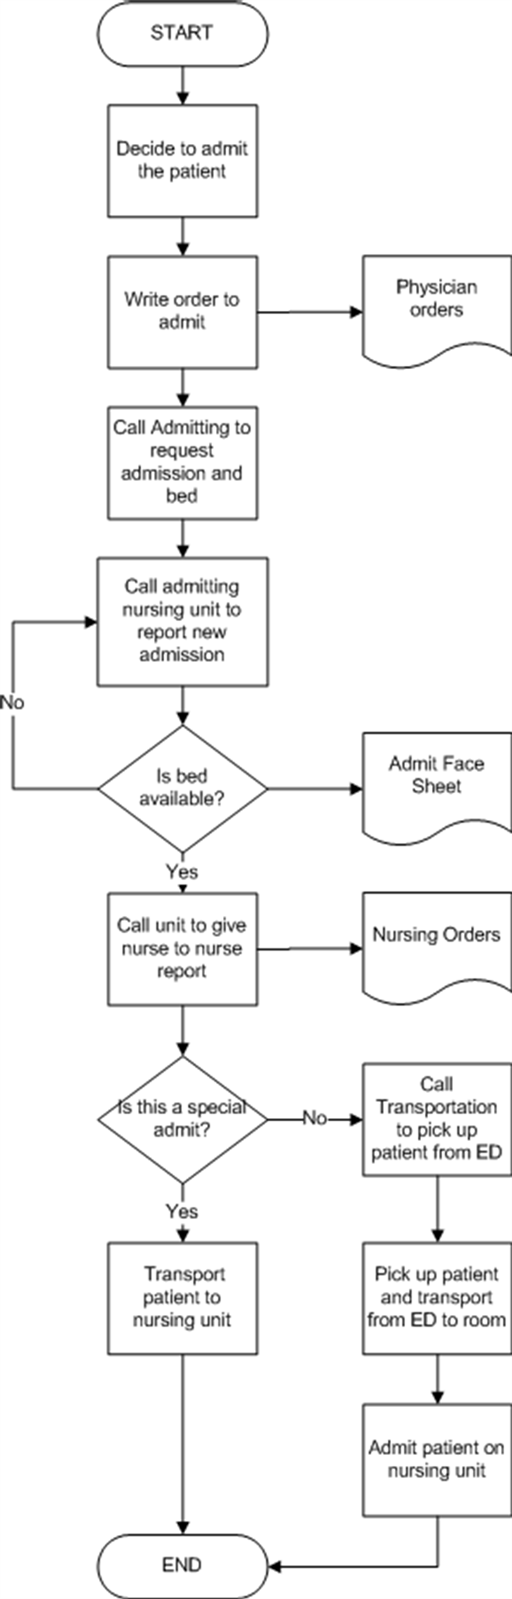 START
Decide to admit
the patient
Write order to
admit
Physician
orders
Call Admitting to
request
admission and
bed
Call admitting
nursing unit to
report new
admission
No
Is bed
available?
Admit Face
Sheet
Yes
Call unit to give
nurse to nurse
report
Nursing Orders
Is this a special
admit?
No
Call
Transportation
to pick up
patient from ED
Yes
Transport
patient to
nursing unit
Pick up patient
and transport
from ED to room
Admit patient on
nursing unit
END